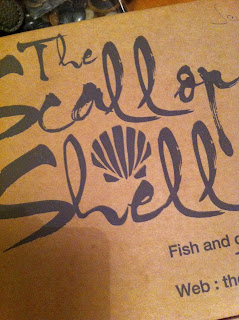 The
Scallop
Shell
Fish and
Web : the